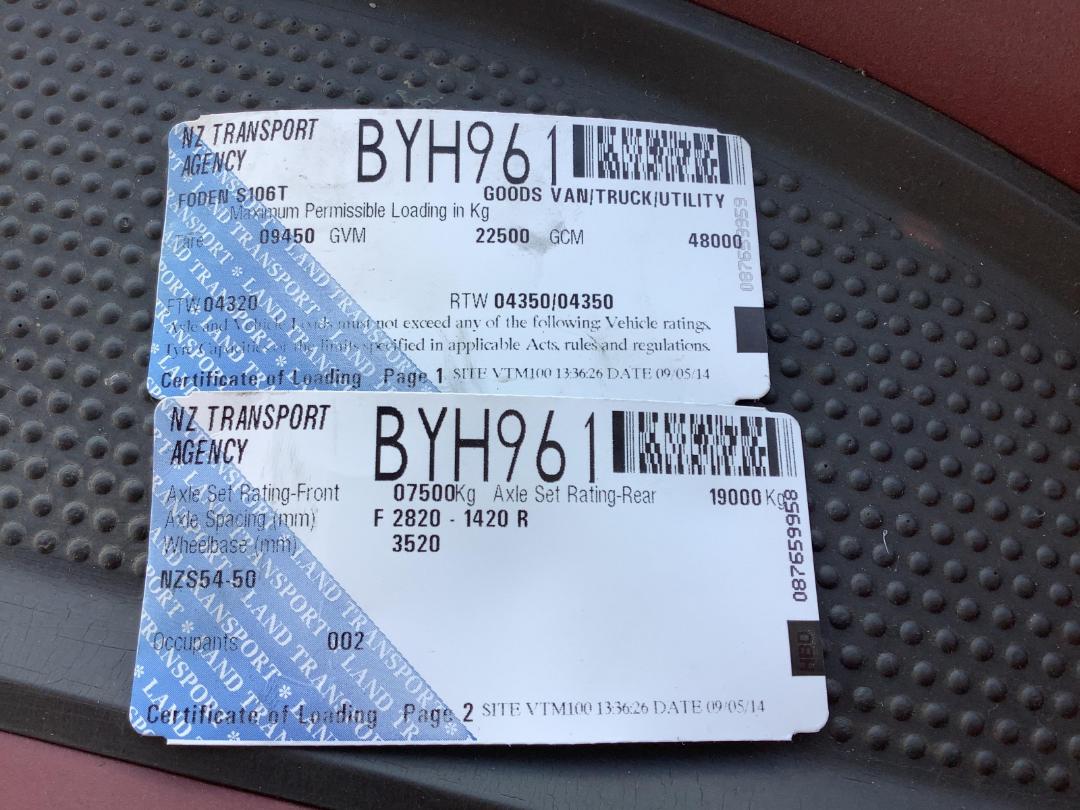 NZ TRANSPORT
AGENCY
BYH961
FODEN S106T GOODS VAN/TRUCK/UTILITY
Maximum Permissible Loading in Kg
Tare 09450 GVM 22500 GCM 48000
FTW 04320 RTW 04350/04350
Axle and Vehicle Loads must not exceed any of the following: Vehicle ratings,
Tyre Capacities or the limits specified in applicable Acts, rules and regulations.
Certificate of Loading Page 1 SITE VTM100 13:36:26 DATE 09/05/14
087659959
NZ TRANSPORT
AGENCY
BYH961
Axle Set Rating-Front 07500Kg Axle Set Rating-Rear 19000 Kg
Axle Spacing (mm) F 2820 - 1420 R
Wheelbase (mm) 3520
NZS54-50
Occupants 002
Certificate of Loading Page 2 SITE VTM100 13:36:26 DATE 09/05/14
087659958
HBD